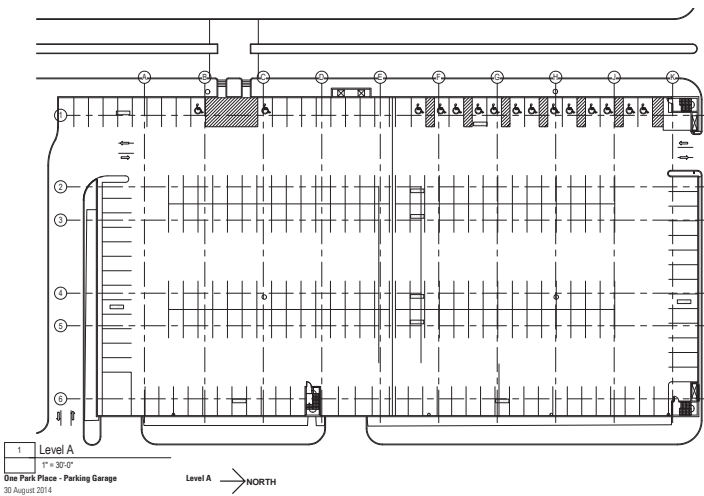 A B C D E F G H J K
1
2
3
4
5
6
1 Level A
1" = 30'-0"
One Park Place - Parking Garage
Level A NORTH
30 August 2014